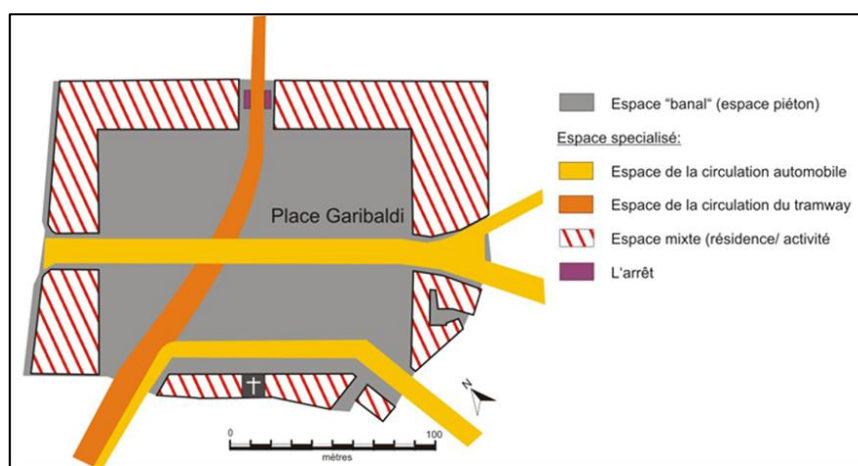 Place Garibaldi
Espace "banal" (espace piéton)
Espace specialisé:
Espace de la circulation automobile
Espace de la circulation du tramway
Espace mixte (résidence/ activité
L'arrêt
N
0
100
mètres